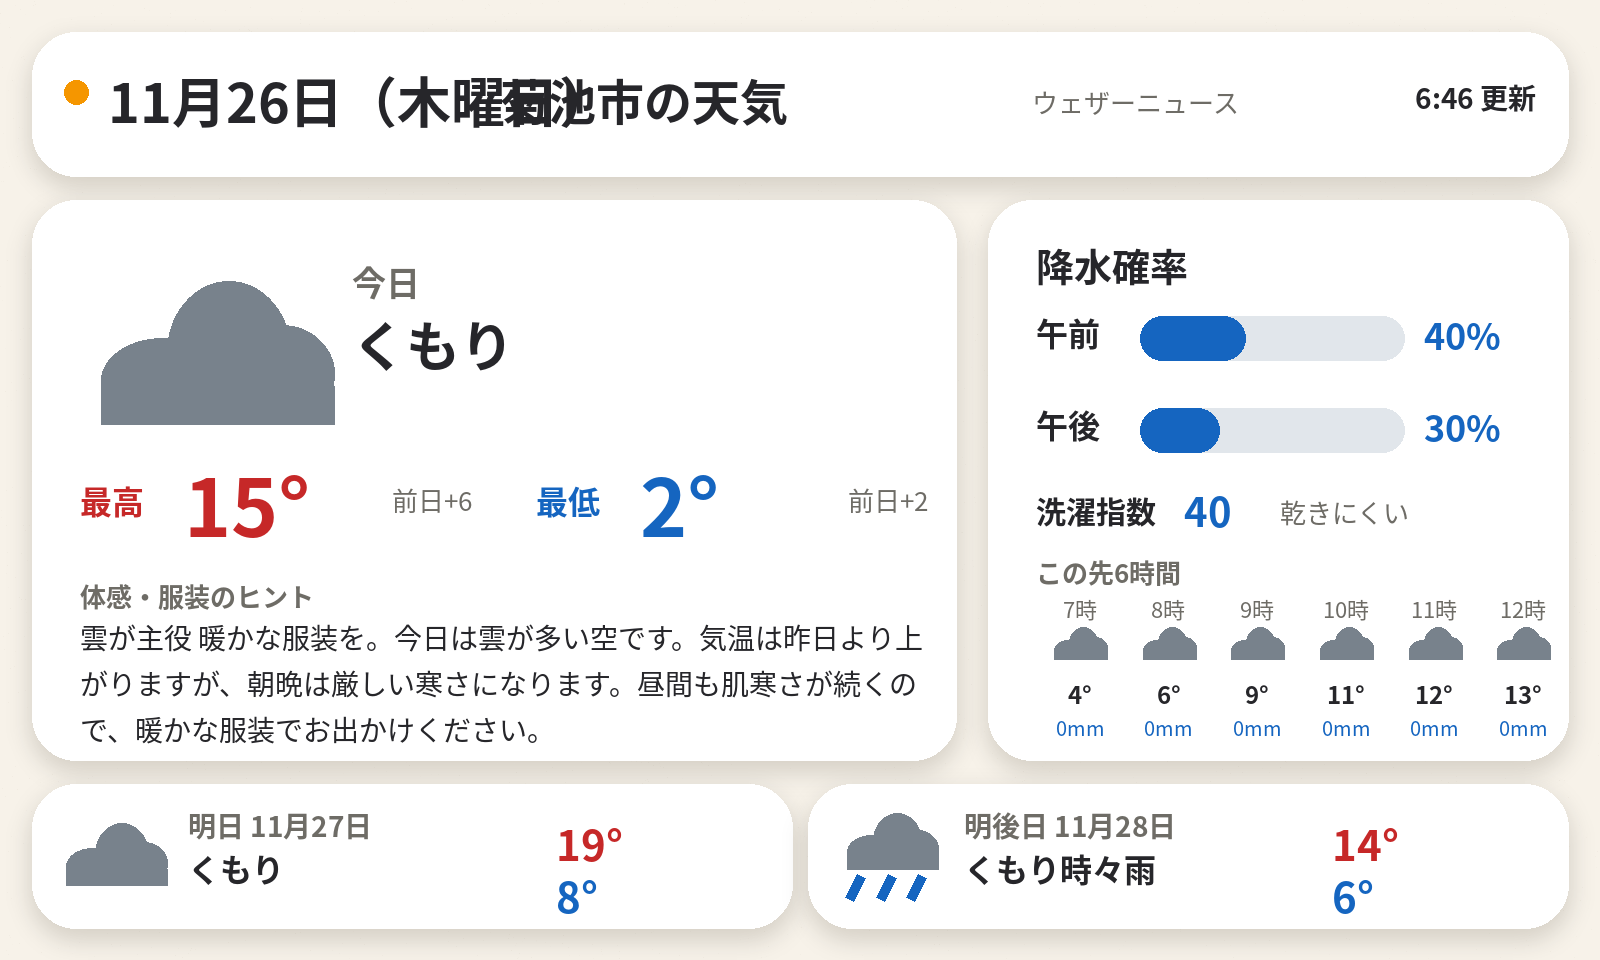 11月26日（木曜日）
菊池市の天気
ウェザーニュース
6:46 更新
今日
くもり
最高 15° 前日+6 最低 2° 前日+2
体感・服装のヒント
雲が主役 暖かな服装を。今日は雲が多い空です。気温は昨日より上
がりますが、朝晩は厳しい寒さになります。昼間も肌寒さが続くの
で、暖かな服装でお出かけください。
降水確率
午前 40%
午後 30%
洗濯指数 40 乾きにくい
この先6時間
7時 8時 9時 10時 11時 12時
4° 6° 9° 11° 12° 13°
0mm 0mm 0mm 0mm 0mm 0mm
明日 11月27日
くもり
19°
8°
明後日 11月28日
くもり時々雨
14°
6°